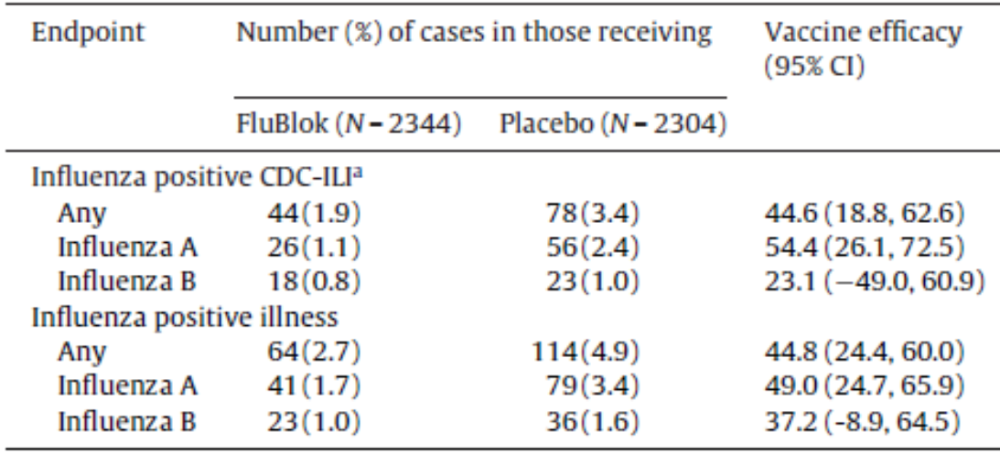 Endpoint Number (%) of cases in those receiving Vaccine efficacy
(95% CI)
FluBlok (N – 2344) Placebo (N – 2304)
Influenza positive CDC-ILIa
Any 44(1.9) 78(3.4) 44.6 (18.8, 62.6)
Influenza A 26(1.1) 56(2.4) 54.4 (26.1, 72.5)
Influenza B 18(0.8) 23(1.0) 23.1 (−49.0, 60.9)
Influenza positive illness
Any 64(2.7) 114(4.9) 44.8 (24.4, 60.0)
Influenza A 41(1.7) 79(3.4) 49.0 (24.7, 65.9)
Influenza B 23(1.0) 36(1.6) 37.2 (-8.9, 64.5)